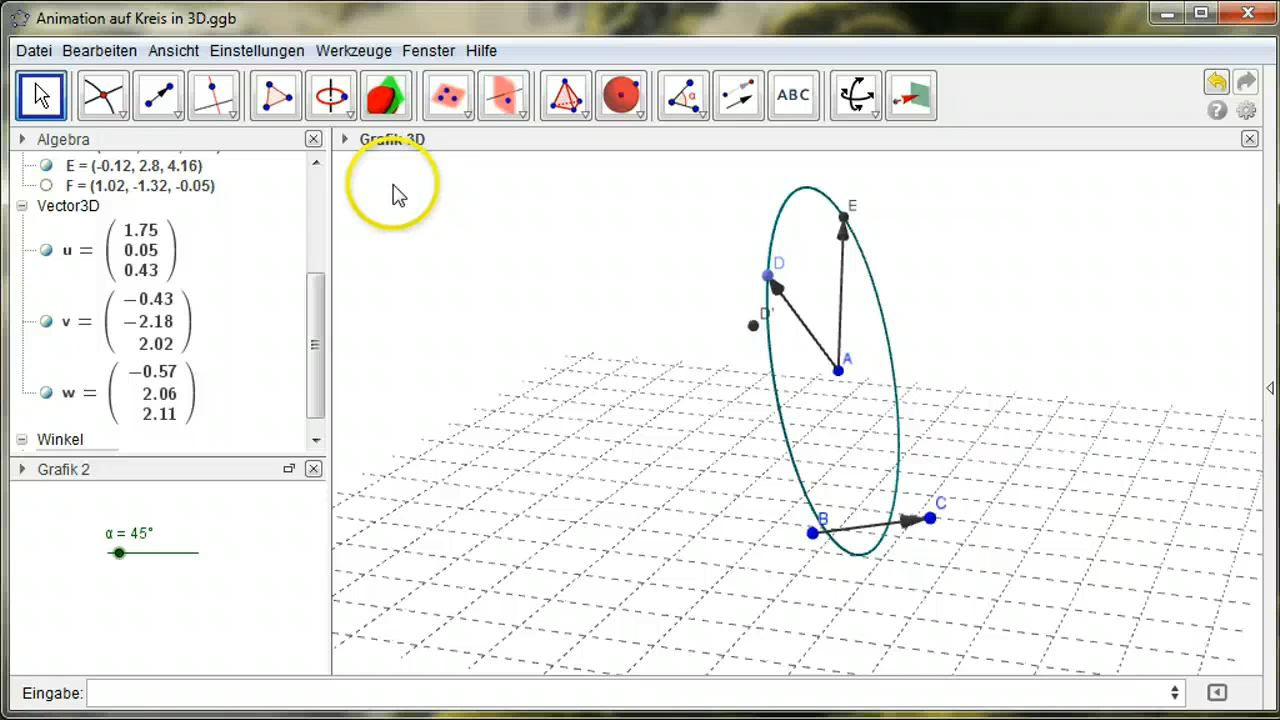 Animation auf Kreis in 3D.ggb
Datei Bearbeiten Ansicht Einstellungen Werkzeuge Fenster Hilfe
ABC
α
Algebra
Grafik 3D
E = (-0.12, 2.8, 4.16)
F = (1.02, -1.32, -0.05)
Vector3D
1.75
u = 0.05
0.43
−0.43
v = −2.18
2.02
−0.57
w = 2.06
2.11
Winkel
Grafik 2
α = 45°
E
D
D'
A
B
C
Eingabe: